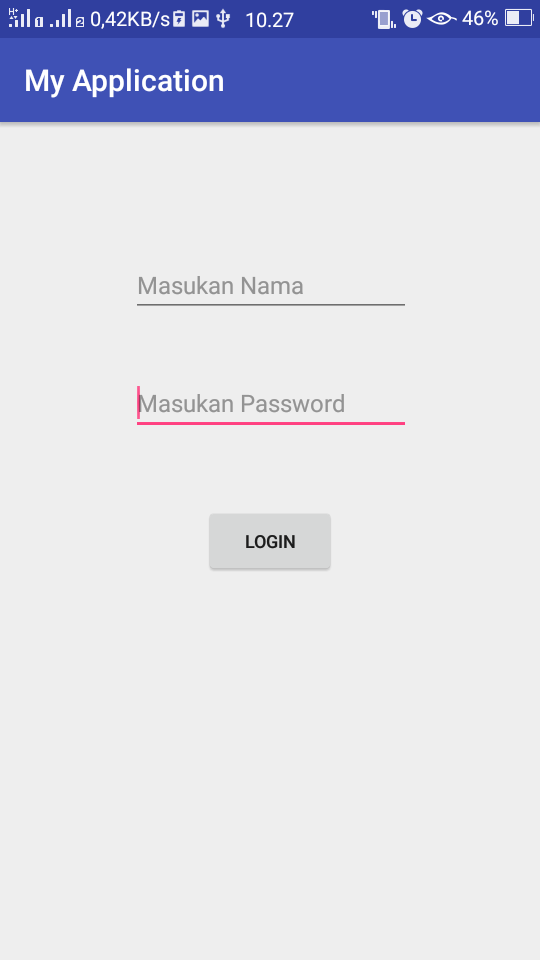 0,42KB/s 10.27 46%
My Application
Masukan Nama
Masukan Password
LOGIN